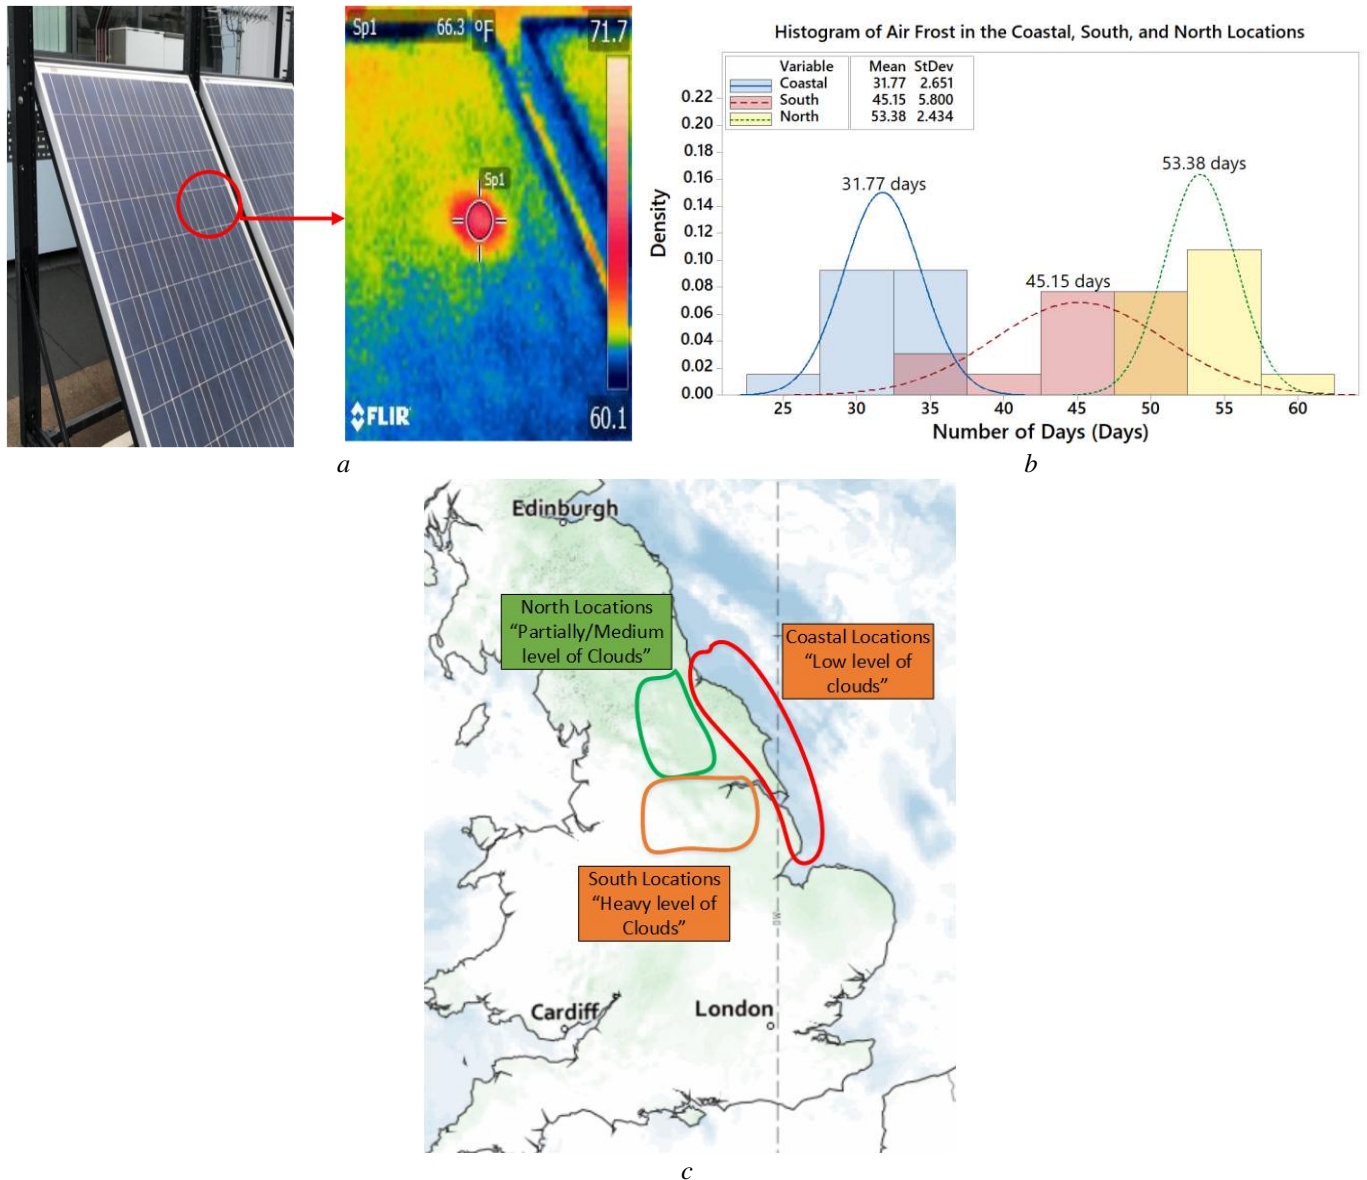 Sp1 66.3 °F 71.7
Sp1
FLIR 60.1
a
Histogram of Air Frost in the Coastal, South, and North Locations
Variable Mean StDev
Coastal 31.77 2.651
South 45.15 5.800
North 53.38 2.434
0.22
0.20
0.18
0.16
0.14
0.12
0.10
0.08
0.06
0.04
0.02
0.00
Density
31.77 days
45.15 days
53.38 days
25 30 35 40 45 50 55 60
Number of Days (Days)
b
Edinburgh
North Locations
“Partially/Medium
level of Clouds”
Coastal Locations
“Low level of
clouds”
South Locations
“Heavy level of
Clouds”
Cardiff
London
c